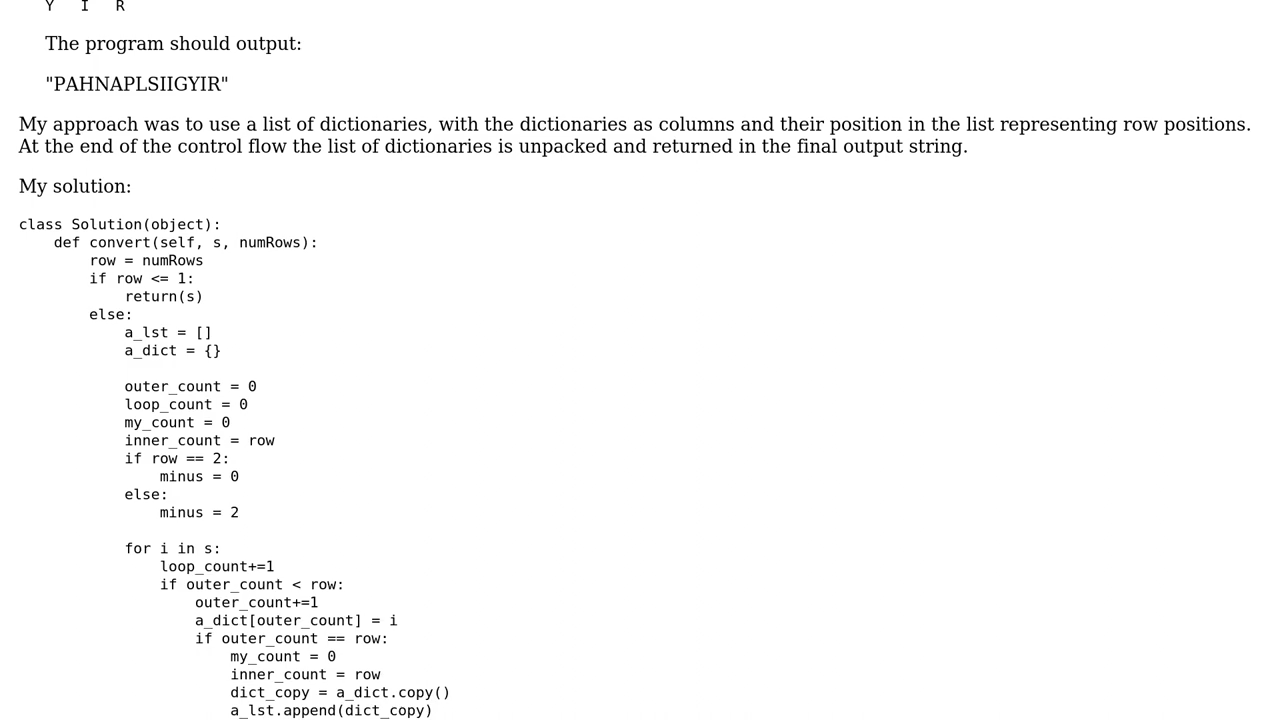 Y   I   R
The program should output:
"PAHNAPLSIIGYIR"
My approach was to use a list of dictionaries, with the dictionaries as columns and their position in the list representing row positions.
At the end of the control flow the list of dictionaries is unpacked and returned in the final output string.
My solution:
class Solution(object):
    def convert(self, s, numRows):
        row = numRows
        if row <= 1:
            return(s)
        else:
            a_lst = []
            a_dict = {}

            outer_count = 0
            loop_count = 0
            my_count = 0
            inner_count = row
            if row == 2:
                minus = 0
            else:
                minus = 2

            for i in s:
                loop_count+=1
                if outer_count < row:
                    outer_count+=1
                    a_dict[outer_count] = i
                    if outer_count == row:
                        my_count = 0
                        inner_count = row
                        dict_copy = a_dict.copy()
                        a_lst.append(dict_copy)